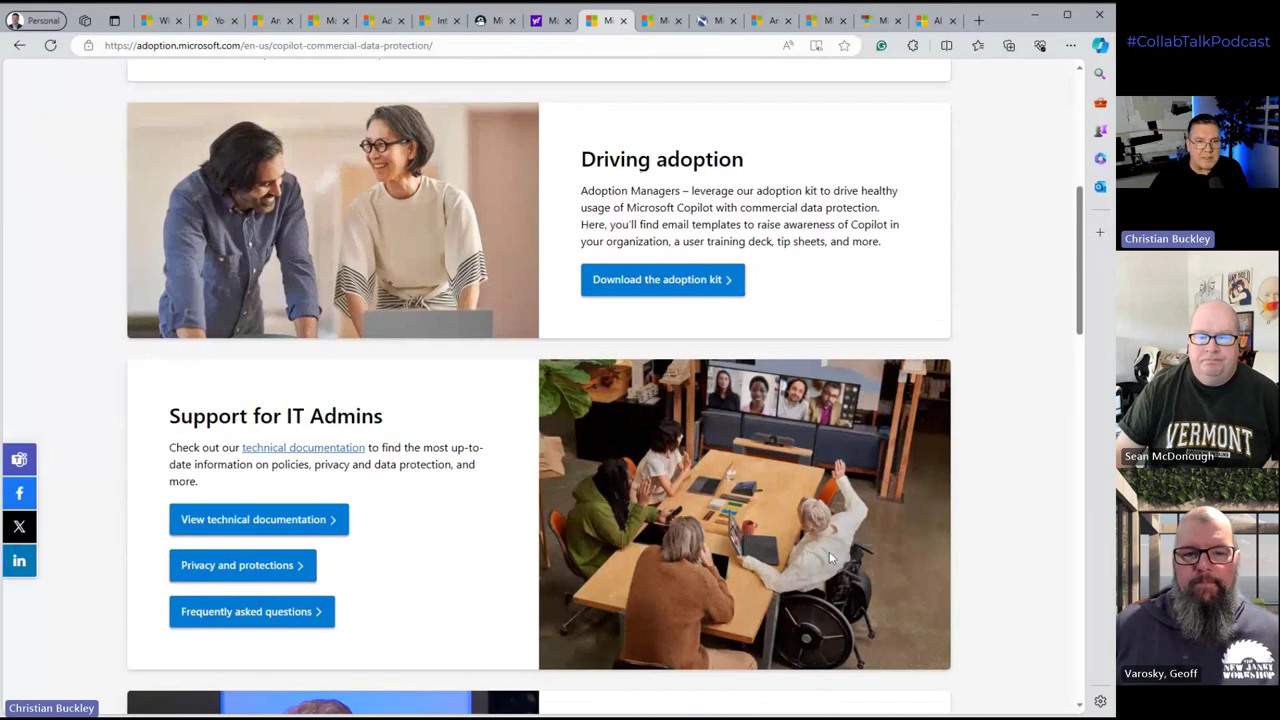 Personal
https://adoption.microsoft.com/en-us/copilot-commercial-data-protection/
#CollabTalkPodcast
Driving adoption
Adoption Managers – leverage our adoption kit to drive healthy
usage of Microsoft Copilot with commercial data protection.
Here, you'll find email templates to raise awareness of Copilot in
your organization, a user training deck, tip sheets, and more.
Download the adoption kit
Christian Buckley
Support for IT Admins
Check out our technical documentation to find the most up-to-
date information on policies, privacy and data protection, and
more.
View technical documentation
Privacy and protections
Frequently asked questions
VERMONT
Sean McDonough
THE
NEW JANKY
WORKSHOP
Varosky, Geoff
Christian Buckley